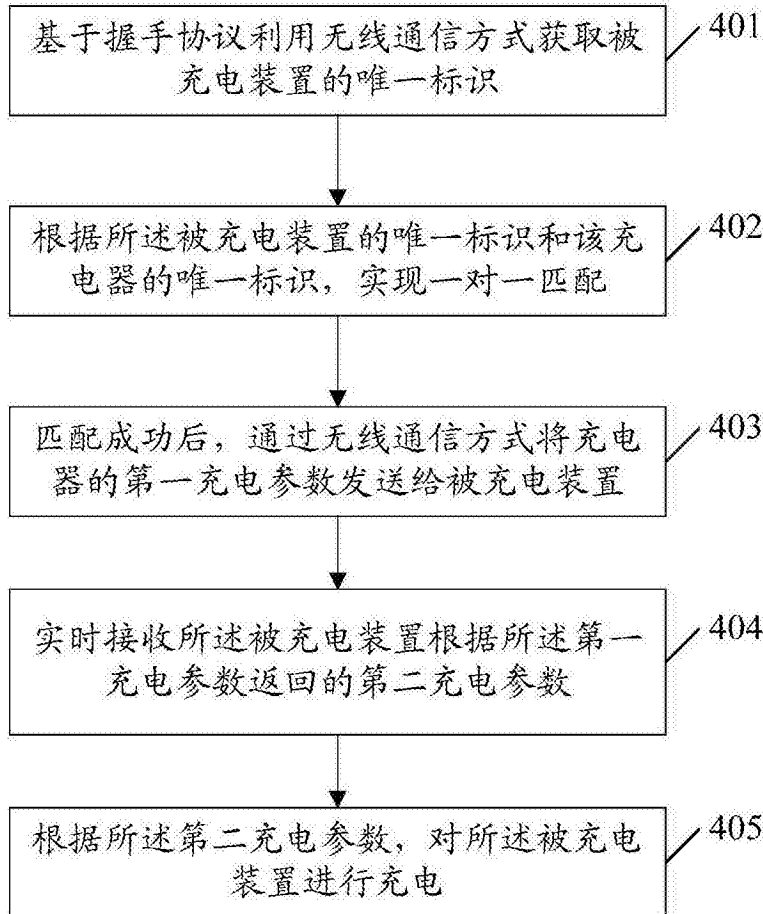 基于握手协议利用无线通信方式获取被
充电装置的唯一标识
401
根据所述被充电装置的唯一标识和该充
电器的唯一标识，实现一对一匹配
402
匹配成功后，通过无线通信方式将充电
器的第一充电参数发送给被充电装置
403
实时接收所述被充电装置根据所述第一
充电参数返回的第二充电参数
404
根据所述第二充电参数，对所述被充电
装置进行充电
405